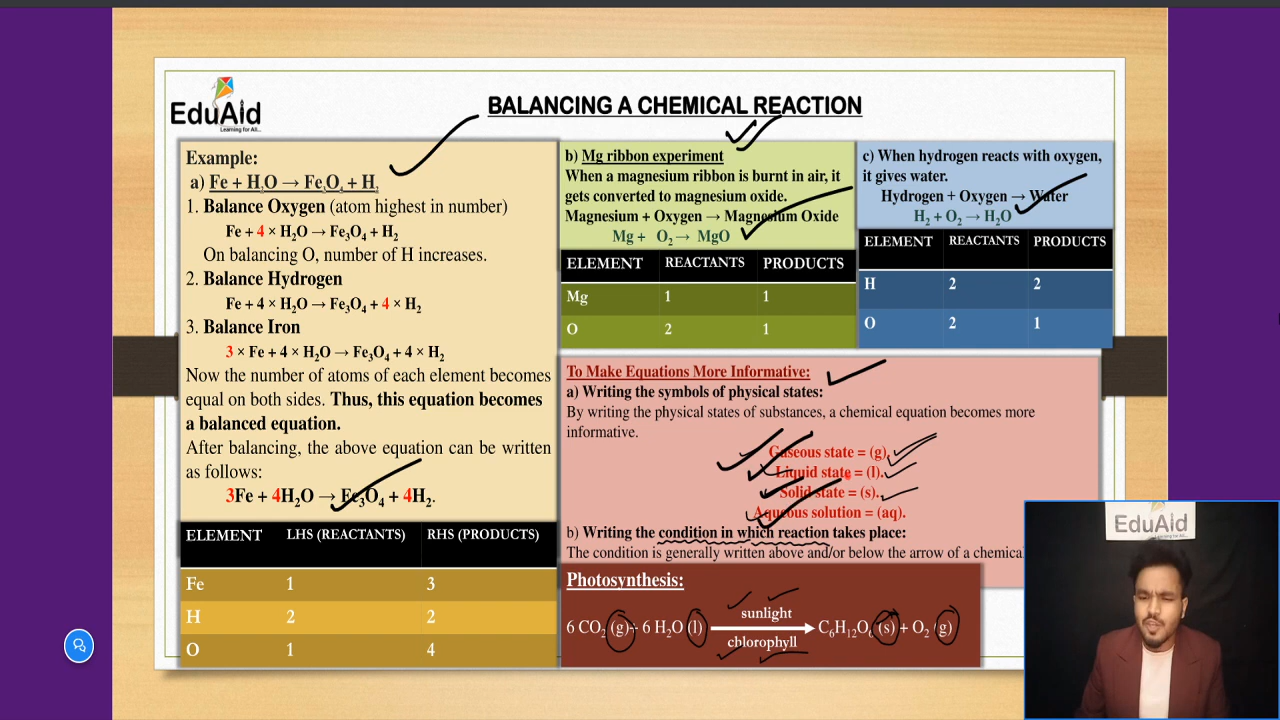 EduAid
Learning for All...
BALANCING A CHEMICAL REACTION
Example:
a) Fe + H₂O → Fe₃O₄ + H₂
1. Balance Oxygen (atom highest in number)
Fe + 4 × H₂O → Fe₃O₄ + H₂
On balancing O, number of H increases.
2. Balance Hydrogen
Fe + 4 × H₂O → Fe₃O₄ + 4 × H₂
3. Balance Iron
3 × Fe + 4 × H₂O → Fe₃O₄ + 4 × H₂
Now the number of atoms of each element becomes
equal on both sides. Thus, this equation becomes
a balanced equation.
After balancing, the above equation can be written
as follows:
3Fe + 4H₂O → Fe₃O₄ + 4H₂.
ELEMENT LHS (REACTANTS) RHS (PRODUCTS)
Fe 1 3
H 2 2
O 1 4
b) Mg ribbon experiment
When a magnesium ribbon is burnt in air, it
gets converted to magnesium oxide.
Magnesium + Oxygen → Magnesium Oxide
Mg + O₂ → MgO
ELEMENT REACTANTS PRODUCTS
Mg 1 1
O 2 1
c) When hydrogen reacts with oxygen,
it gives water.
Hydrogen + Oxygen → Water
H₂ + O₂ → H₂O
ELEMENT REACTANTS PRODUCTS
H 2 2
O 2 1
To Make Equations More Informative:
a) Writing the symbols of physical states:
By writing the physical states of substances, a chemical equation becomes more
informative.
Gaseous state = (g).
Liquid state = (l).
Solid state = (s).
Aqueous solution = (aq).
b) Writing the condition in which reaction takes place:
The condition is generally written above and/or below the arrow of a chemical
Photosynthesis:
sunlight
6 CO₂ (g)+ 6 H₂O (l) → C₆H₁₂O₆ (s) + O₂ (g)
chlorophyll
EduAid